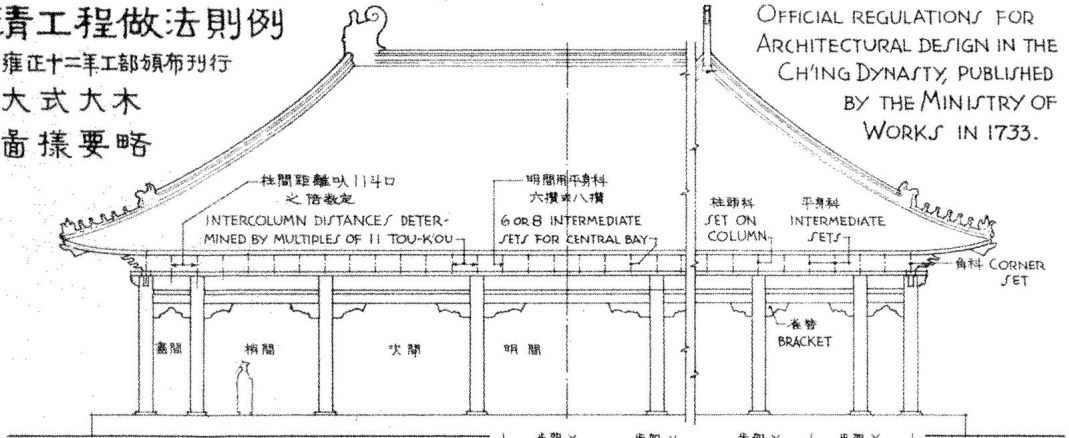 清工程做法則例
雍正十二年工部頒布刊行
大式大木
啚樣要略
OFFICIAL REGULATIONS FOR
ARCHITECTURAL DESIGN IN THE
CH'ING DYNASTY, PUBLISHED
BY THE MINISTRY OF
WORKS IN 1733.
柱間距離以11斗口
之倍數定
INTERCOLUMN DISTANCES DETER-
MINED BY MULTIPLES OF 11 TOU-K'OU
明間用平身科
六攢或八攢
6 OR 8 INTERMEDIATE
SETS FOR CENTRAL BAY
柱頭科
SET ON
COLUMN
平身科
INTERMEDIATE
SETS
角科 CORNER
SET
雀替
BRACKET
盡間
梢間
次間
明間